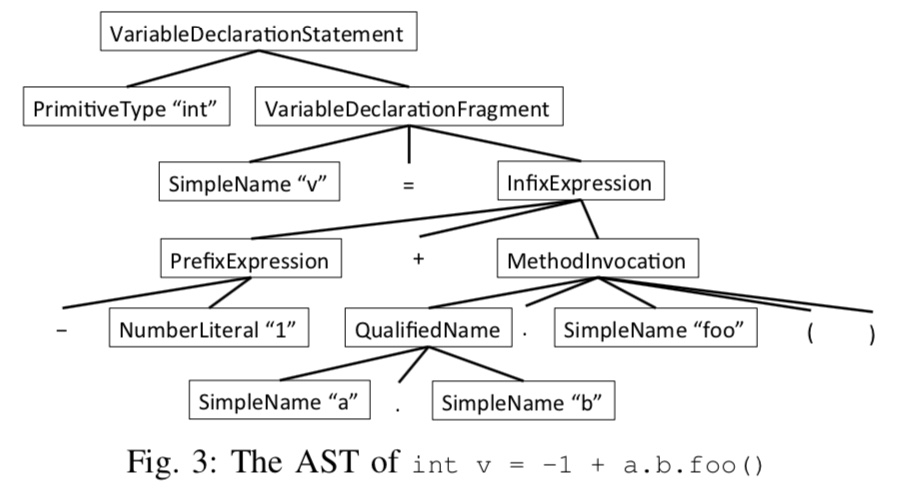 VariableDeclarationStatement
PrimitiveType “int” VariableDeclarationFragment
SimpleName “v” = InfixExpression
PrefixExpression + MethodInvocation
– NumberLiteral “1” QualifiedName . SimpleName “foo” ( )
SimpleName “a” . SimpleName “b”
Fig. 3: The AST of int v = -1 + a.b.foo()